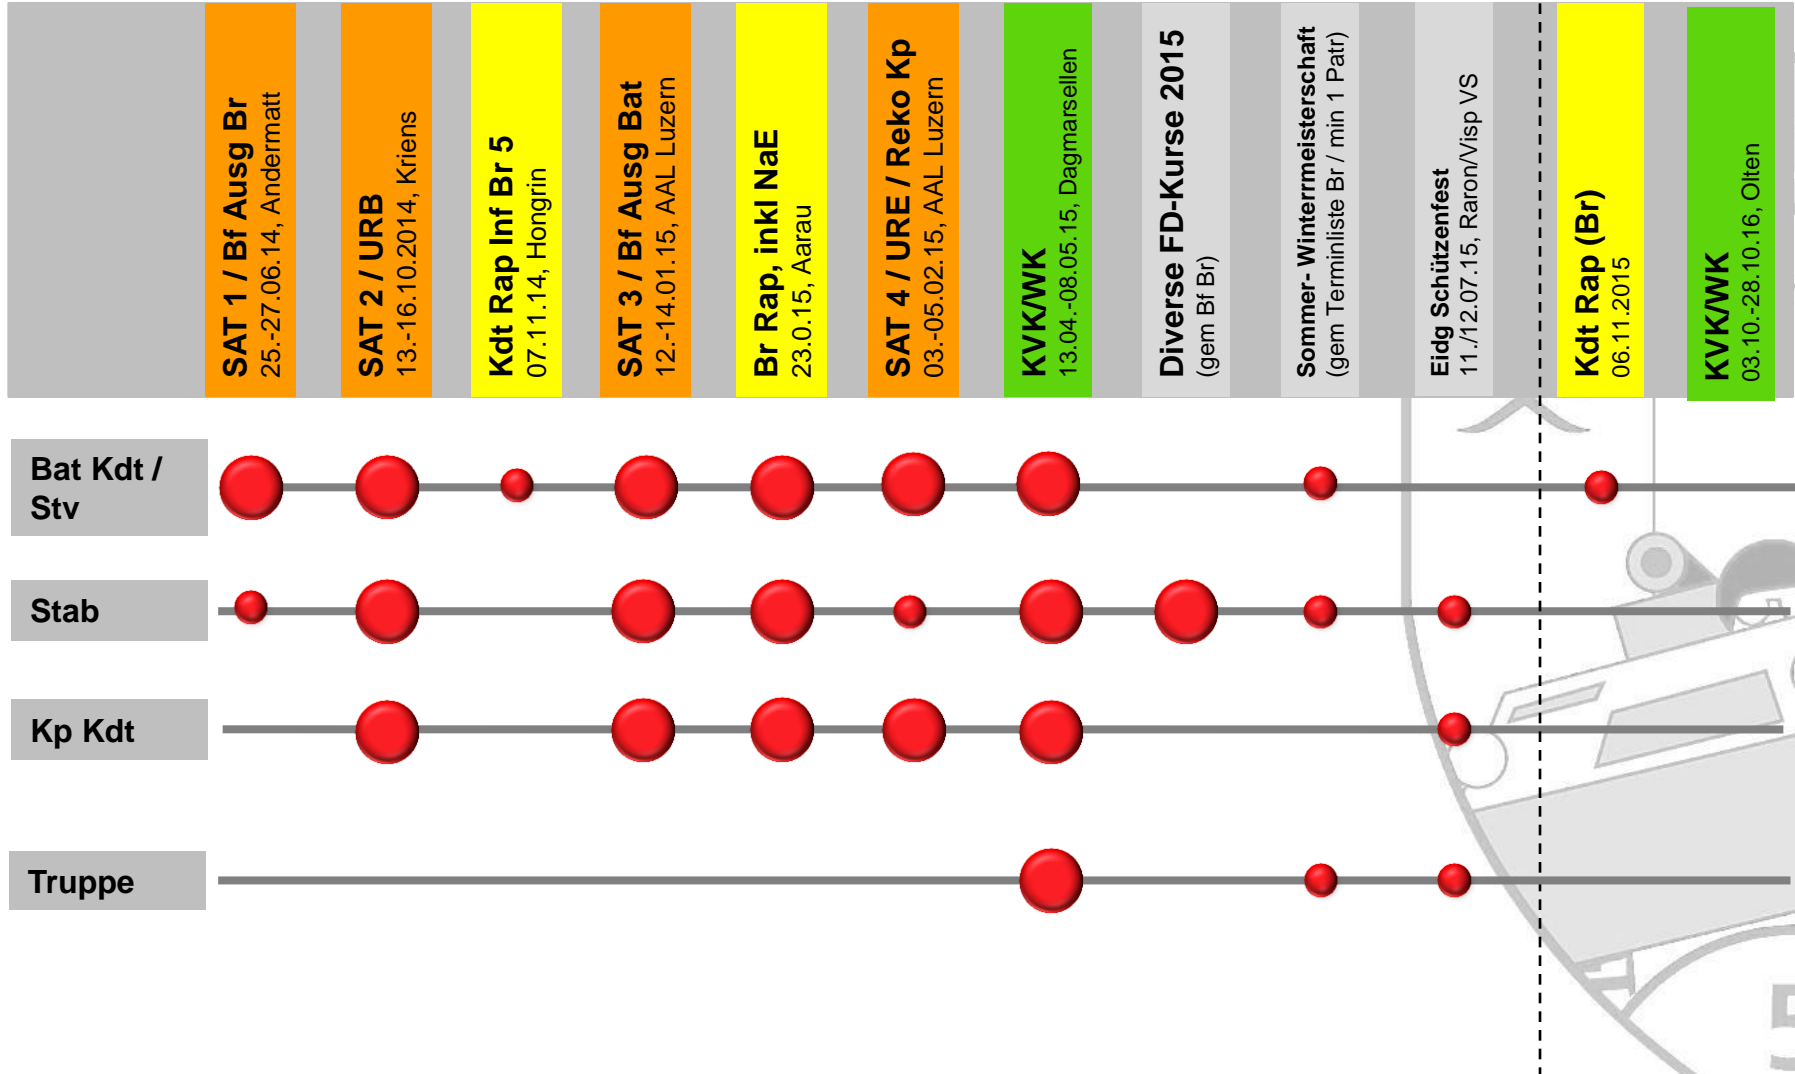 SAT 1 / Bf Ausg Br
25.-27.06.14, Andermatt
SAT 2 / URB
13.-16.10.2014, Kriens
Kdt Rap Inf Br 5
07.11.14, Hongrin
SAT 3 / Bf Ausg Bat
12.-14.01.15, AAL Luzern
Br Rap, inkl NaE
23.0.15, Aarau
SAT 4 / URE / Reko Kp
03.-05.02.15, AAL Luzern
KVK/WK
13.04.-08.05.15, Dagmarsellen
Diverse FD-Kurse 2015
(gem Bf Br)
Sommer- Winterrmeisterschaft
(gem Terminliste Br / min 1 Patr)
Eidg Schützenfest
11./12.07.15, Raron/Visp VS
Kdt Rap (Br)
06.11.2015
KVK/WK
03.10.-28.10.16, Olten
Bat Kdt /
Stv
Stab
Kp Kdt
Truppe
5